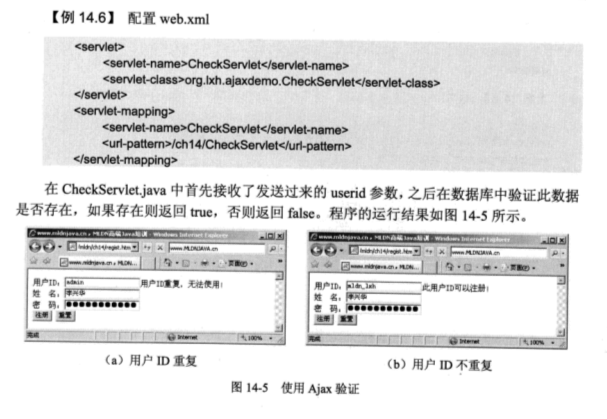 【例 14.6】 配置 web.xml
<servlet>
<servlet-name>CheckServlet</servlet-name>
<servlet-class>org.lxh.ajaxdemo.CheckServlet</servlet-class>
</servlet>
<servlet-mapping>
<servlet-name>CheckServlet</servlet-name>
<url-pattern>/ch14/CheckServlet</url-pattern>
</servlet-mapping>
在 CheckServlet.java 中首先接收了发送过来的 userid 参数，之后在数据库中验证此数据
是否存在，如果存在则返回 true，否则返回 false。程序的运行结果如图 14-5 所示。
www.mldnjava.cn，MLDN高端Java培训 - Windows Internet Explorer
www.MLDNJAVA.cn
www.mldnjava.cn，MLDN...
页面(P)
用户ID： admin 用户ID重复，无法使用！
姓 名： 李兴华
密 码：
注册 重置
完成 Internet 100%
www.mldnjava.cn，MLDN高端Java培训 - Windows Internet Explorer
www.MLDNJAVA.cn
www.mldnjava.cn，MLDN...
页面(P)
用户ID： mldn_lxh 此用户ID可以注册！
姓 名： 李兴华
密 码：
注册 重置
完成 Internet 100%
（a）用户 ID 重复
（b）用户 ID 不重复
图 14-5 使用 Ajax 验证